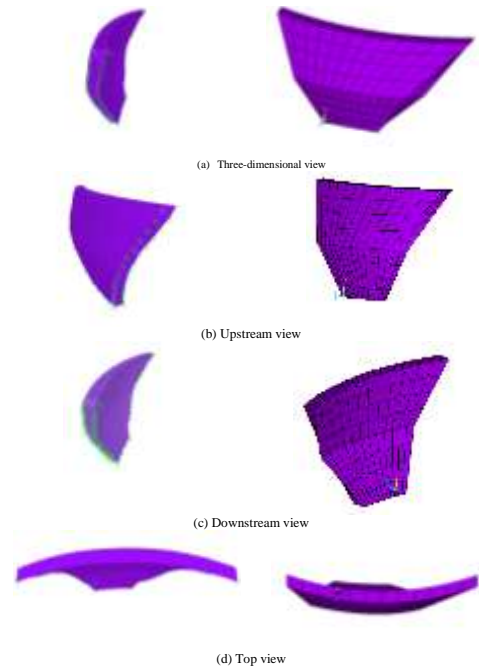 (a) Three-dimensional view
(b) Upstream view
(c) Downstream view
(d) Top view